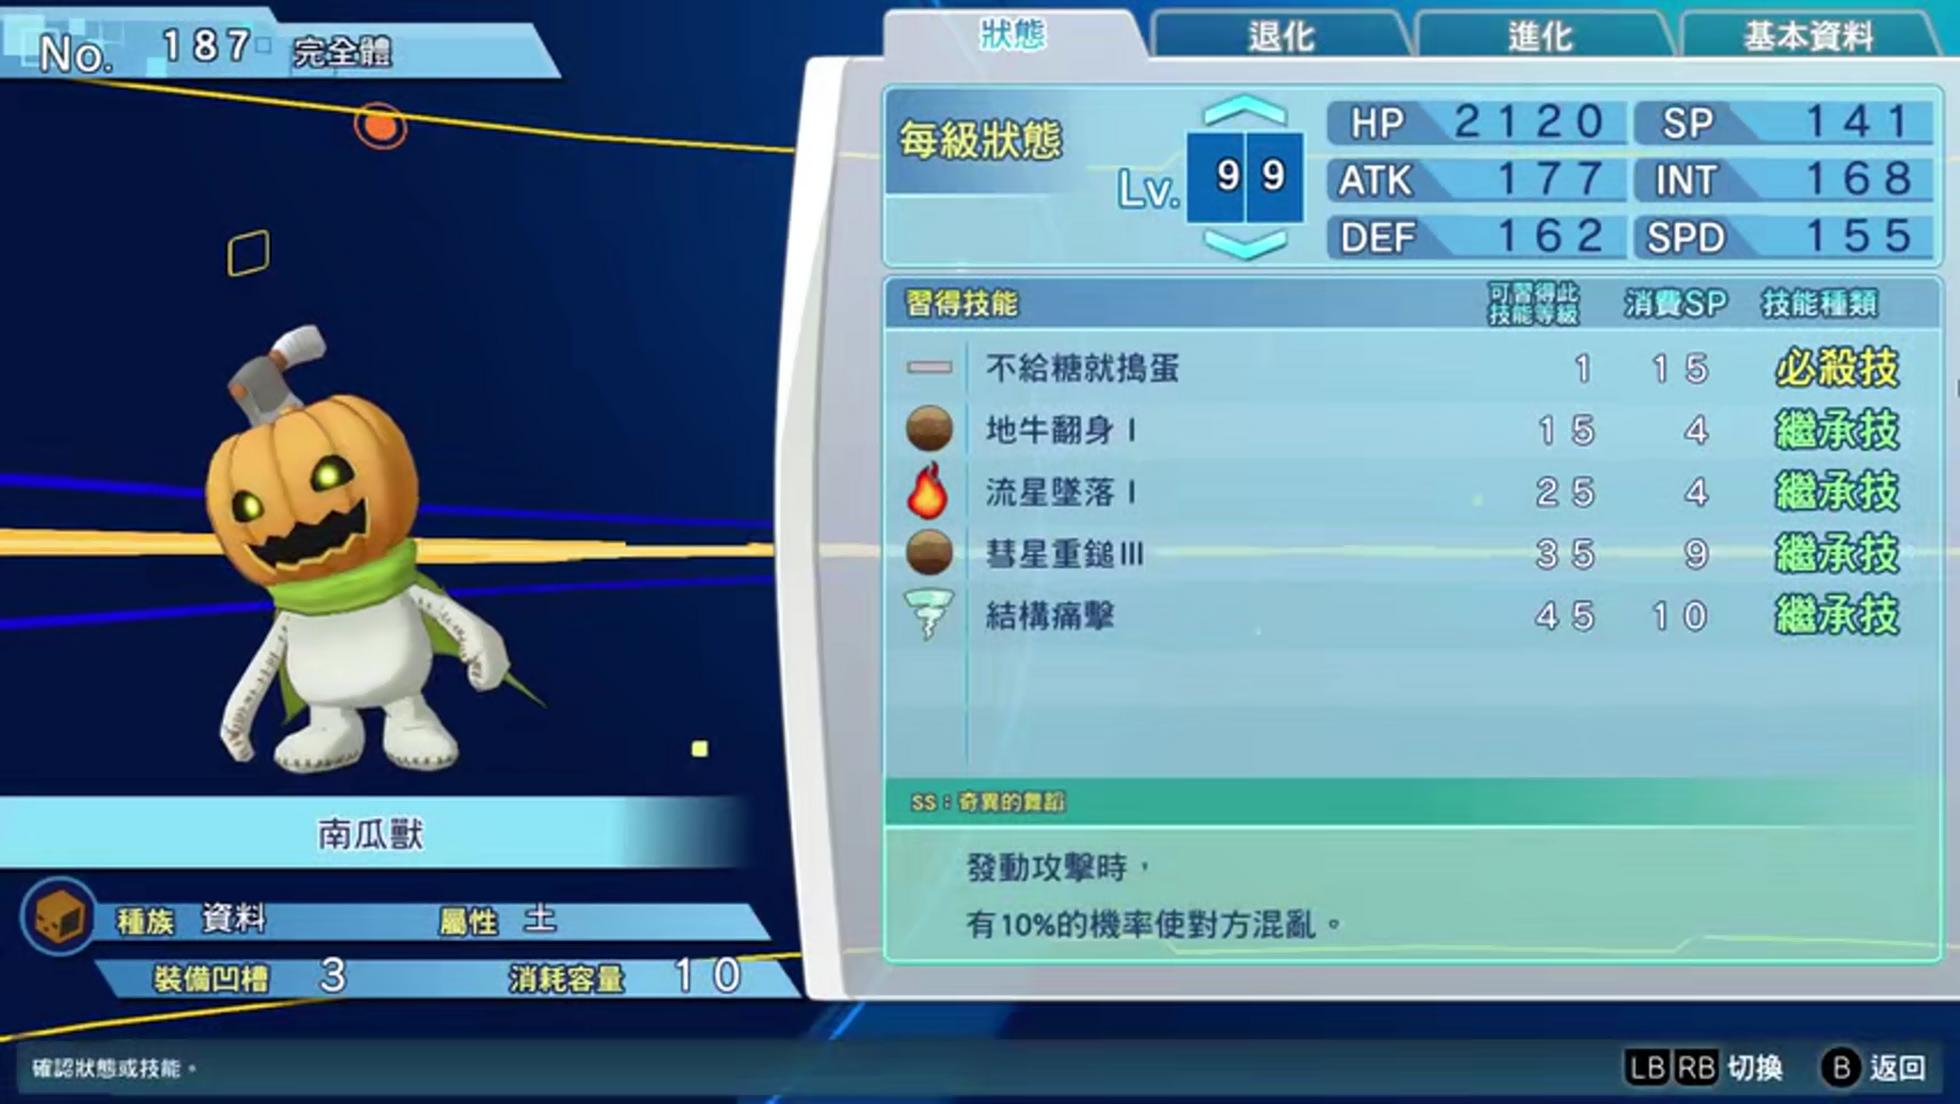 No. 187 完全體
狀態 退化 進化 基本資料
每級狀態
Lv. 99
HP 2120 SP 141
ATK 177 INT 168
DEF 162 SPD 155
習得技能 可習得此技能等級 消費SP 技能種類
不給糖就搗蛋 1 15 必殺技
地牛翻身 I 15 4 繼承技
流星墜落 I 25 4 繼承技
彗星重鎚III 35 9 繼承技
結構痛擊 45 10 繼承技
SS：奇異的舞蹈
發動攻擊時，
有10%的機率使對方混亂。
南瓜獸
種族 資料 屬性 土
裝備凹槽 3 消耗容量 10
確認狀態或技能。
LB RB 切換 B 返回